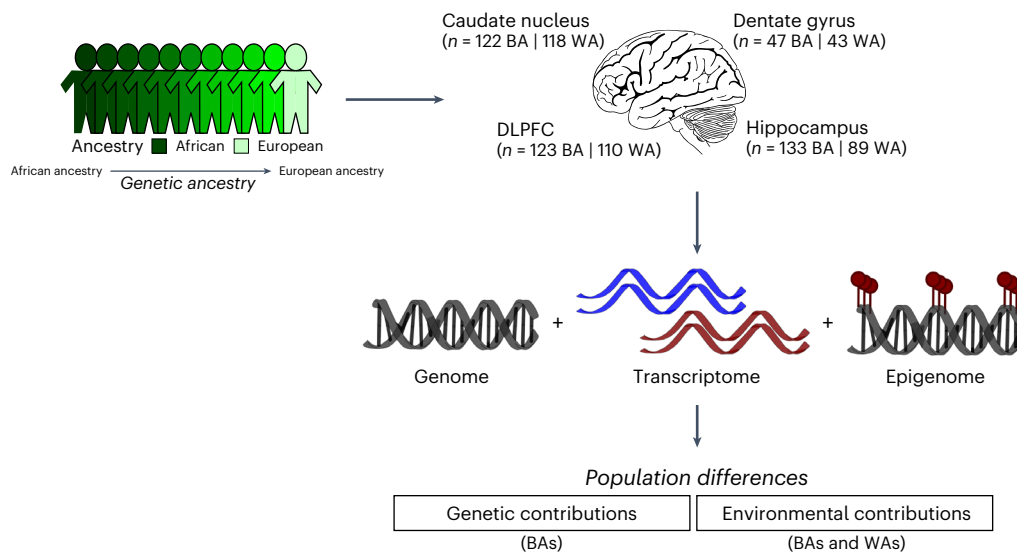 Caudate nucleus
(n = 122 BA | 118 WA)
Dentate gyrus
(n = 47 BA | 43 WA)
DLPFC
(n = 123 BA | 110 WA)
Hippocampus
(n = 133 BA | 89 WA)
Ancestry African European
African ancestry European ancestry
Genetic ancestry
+ +
Genome Transcriptome Epigenome
Population differences
Genetic contributions Environmental contributions
(BAs) (BAs and WAs)